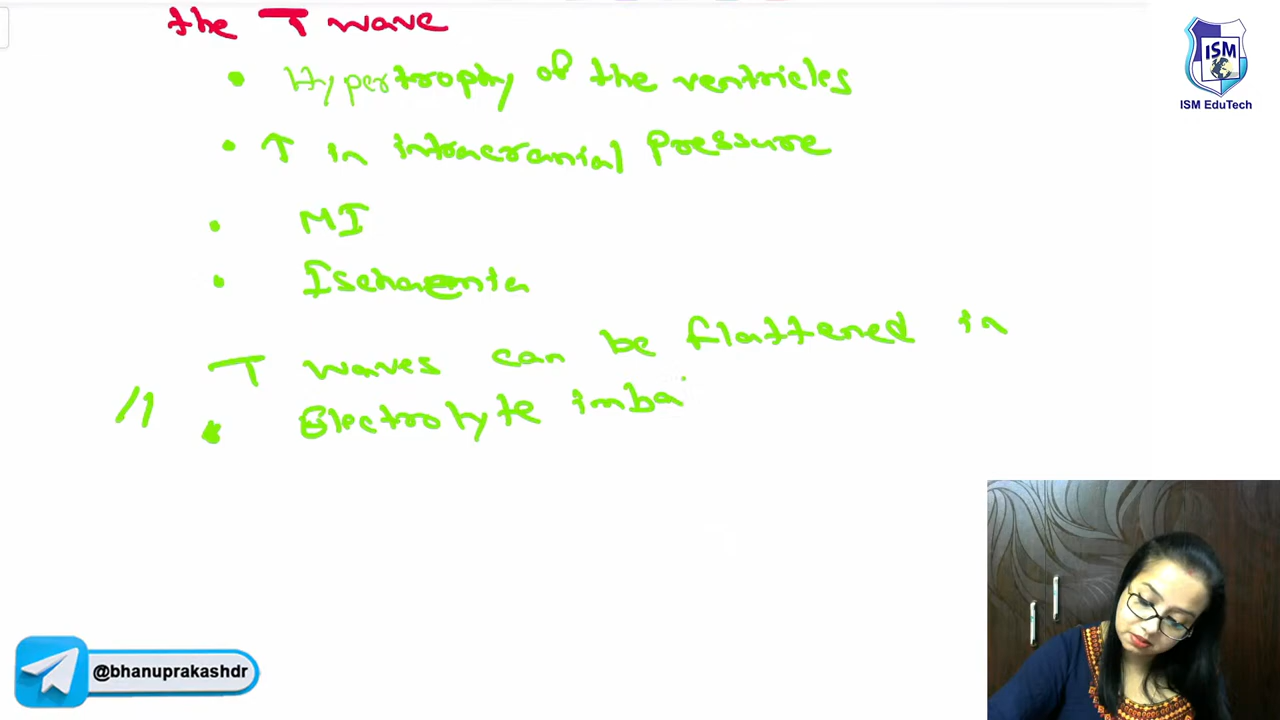 the T wave
• Hypertrophy of the ventricles
• ↑ in intracranial pressure
• MI
• Ischaemia
T waves can be flattened in
// • Electrolyte imba
ISM
ISM EduTech
@bhanuprakashdr